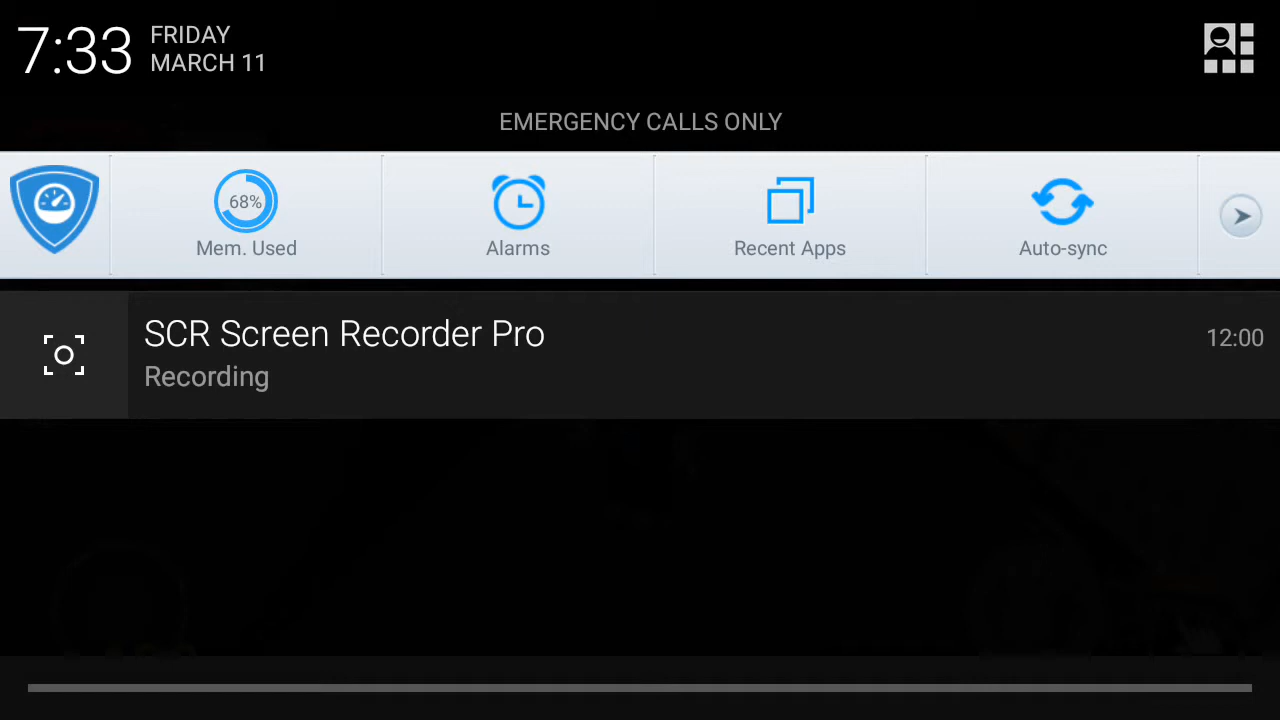 7:33
FRIDAY
MARCH 11
EMERGENCY CALLS ONLY
68%
Mem. Used
Alarms
Recent Apps
Auto-sync
SCR Screen Recorder Pro
12:00
Recording